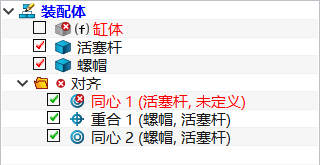 装配体
(f) 缸体
活塞杆
螺帽
对齐
同心 1 (活塞杆, 未定义)
重合 1 (螺帽, 活塞杆)
同心 2 (螺帽, 活塞杆)